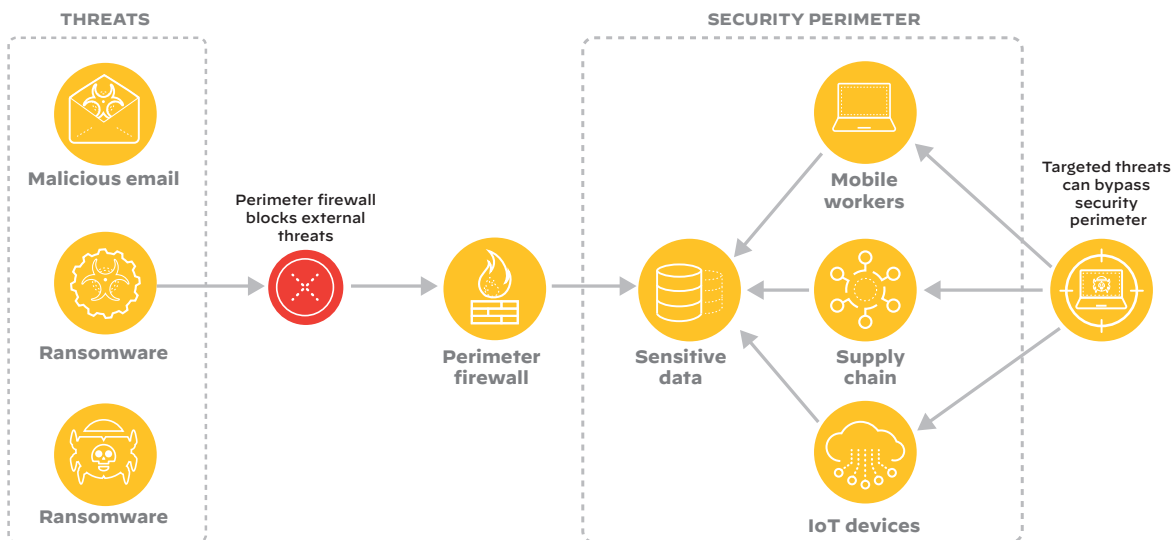 THREATS
Malicious email
Ransomware
Ransomware
Perimeter firewall
blocks external
threats
Perimeter
firewall
SECURITY PERIMETER
Sensitive
data
Mobile
workers
Supply
chain
IoT devices
Targeted threats
can bypass
security
perimeter